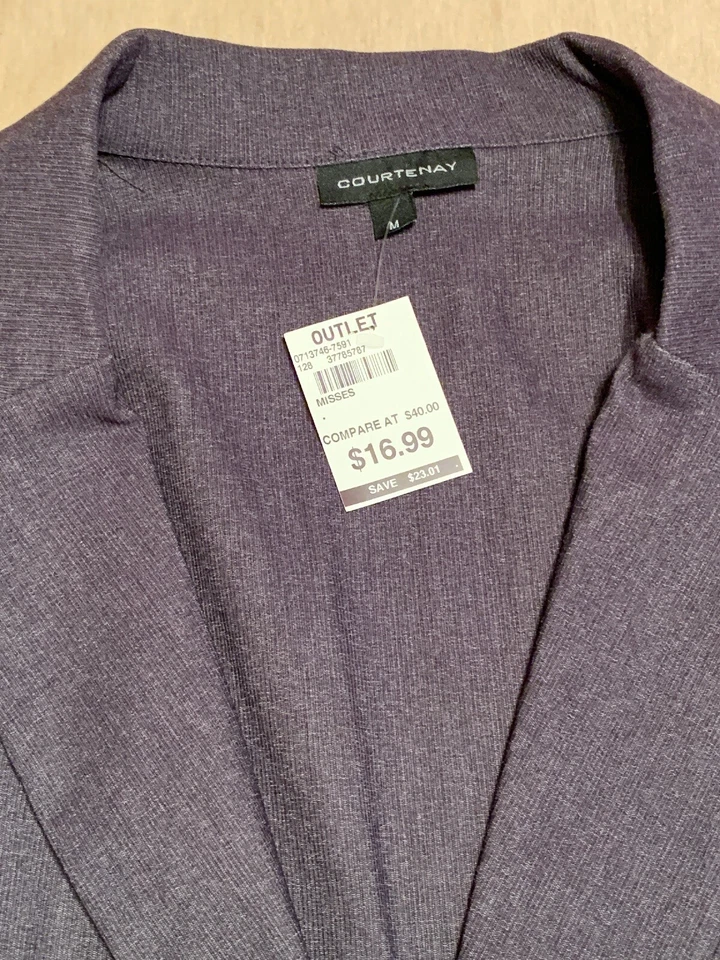 COURTENAY
M
OUTLET
0713746-7591
128 37765767
MISSES
COMPARE AT $40.00
$16.99
SAVE $23.01